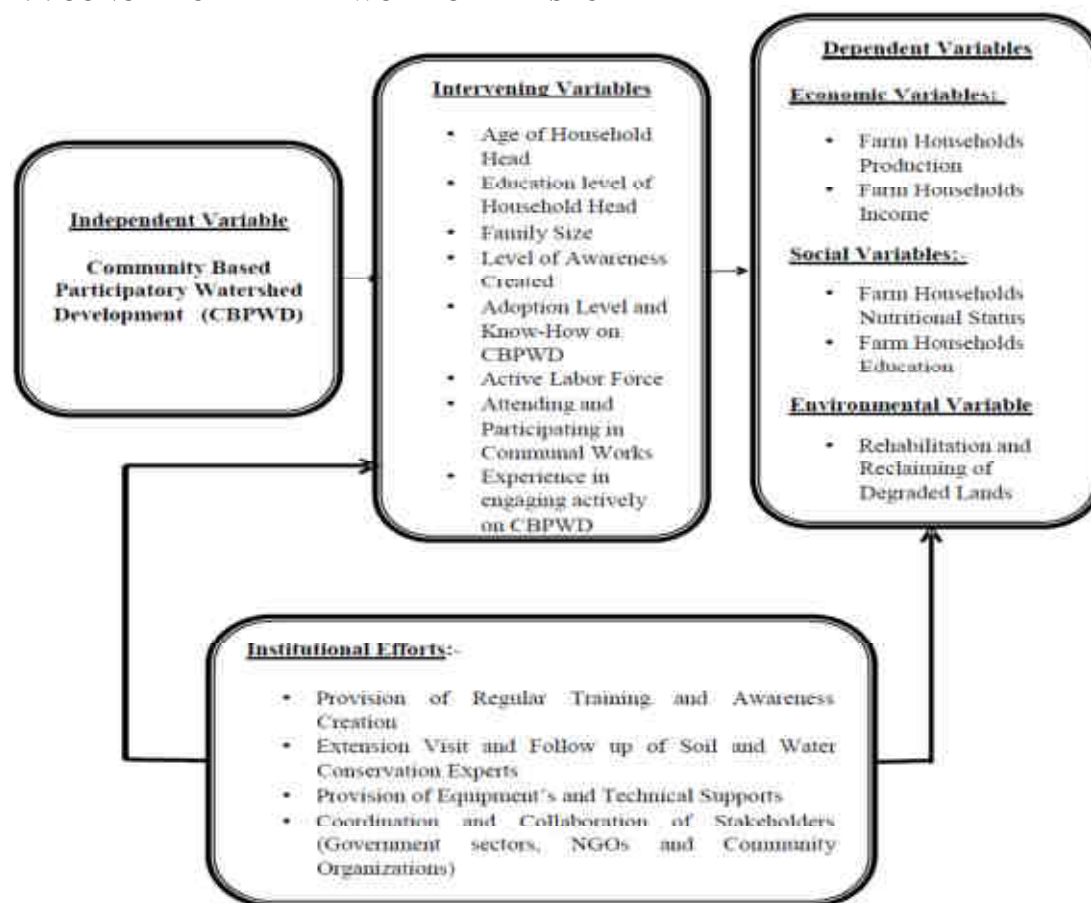 Independent Variable
Community Based
Participatory Watershed
Development (CBPWD)
Intervening Variables
• Age of Household
Head
• Education level of
Household Head
• Family Size
• Level of Awareness
Created
• Adoption Level and
Know-How on
CBPWD
• Active Labor Force
• Attending and
Participating in
Communal Works
• Experience in
engaging actively
on CBPWD
Dependent Variables
Economic Variables:-
• Farm Households
Production
• Farm Households
Income
Social Variables:-
• Farm Households
Nutritional Status
• Farm Households
Education
Environmental Variable
• Rehabilitation and
Reclaiming of
Degraded Lands
Institutional Efforts:-
• Provision of Regular Training and Awareness
Creation
• Extension Visit and Follow up of Soil and Water
Conservation Experts
• Provision of Equipment's and Technical Supports
• Coordination and Collaboration of Stakeholders
(Government sectors, NGOs and Community
Organizations)